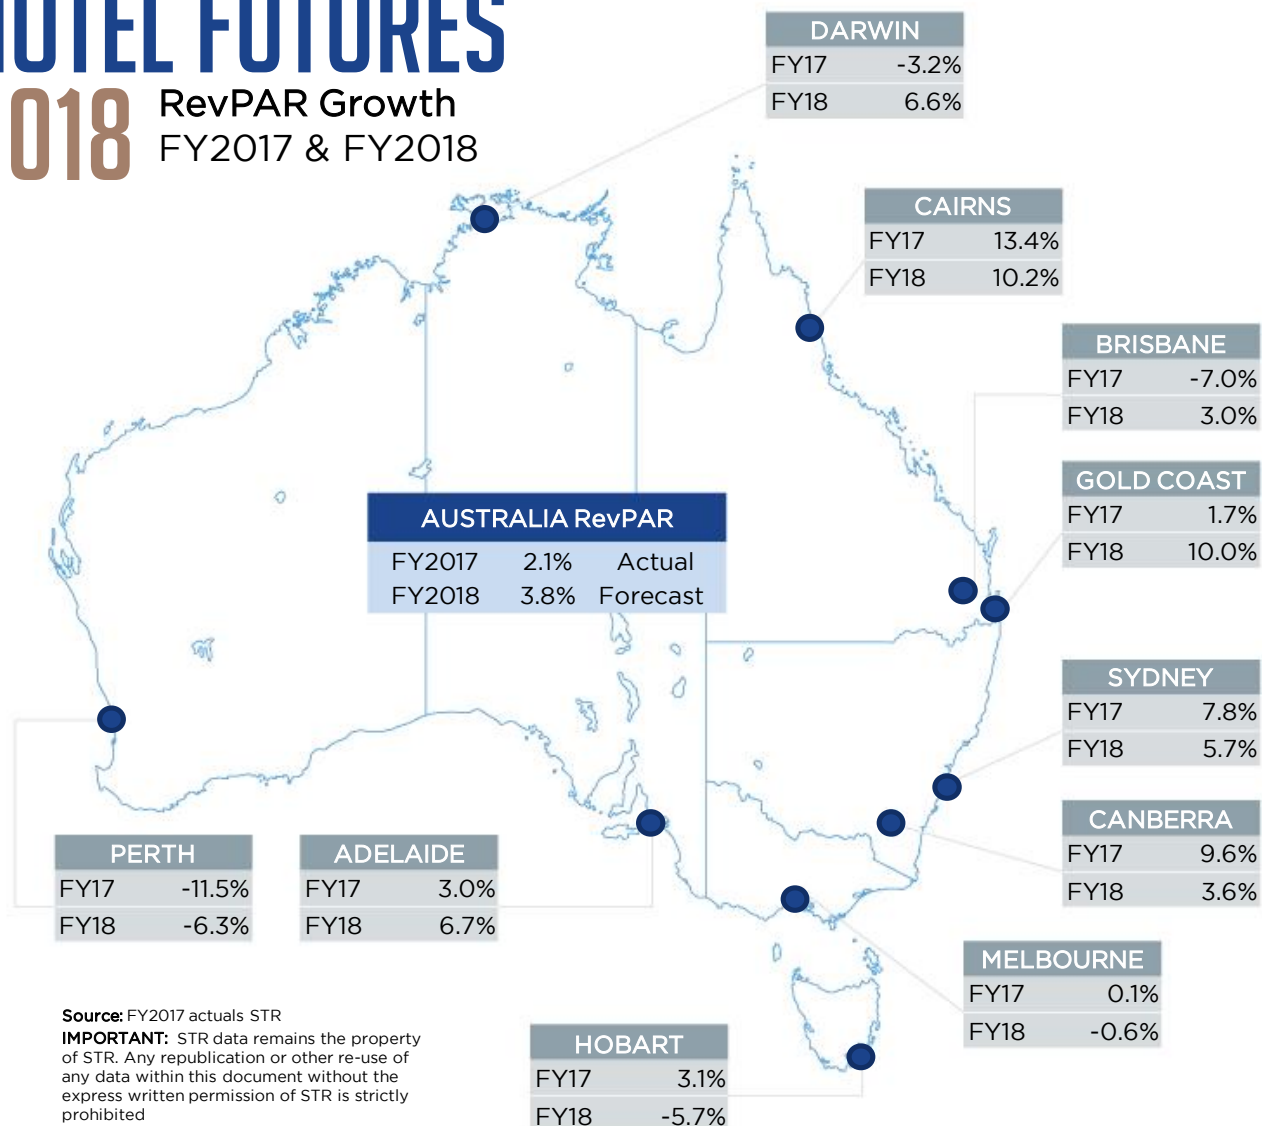 HOTEL FUTURES
018 RevPAR Growth
FY2017 & FY2018
DARWIN
FY17 -3.2%
FY18 6.6%
CAIRNS
FY17 13.4%
FY18 10.2%
BRISBANE
FY17 -7.0%
FY18 3.0%
GOLD COAST
FY17 1.7%
FY18 10.0%
AUSTRALIA RevPAR
FY2017 2.1% Actual
FY2018 3.8% Forecast
SYDNEY
FY17 7.8%
FY18 5.7%
CANBERRA
FY17 9.6%
FY18 3.6%
PERTH
FY17 -11.5%
FY18 -6.3%
ADELAIDE
FY17 3.0%
FY18 6.7%
MELBOURNE
FY17 0.1%
FY18 -0.6%
HOBART
FY17 3.1%
FY18 -5.7%
Source: FY2017 actuals STR
IMPORTANT: STR data remains the property
of STR. Any republication or other re-use of
any data within this document without the
express written permission of STR is strictly
prohibited